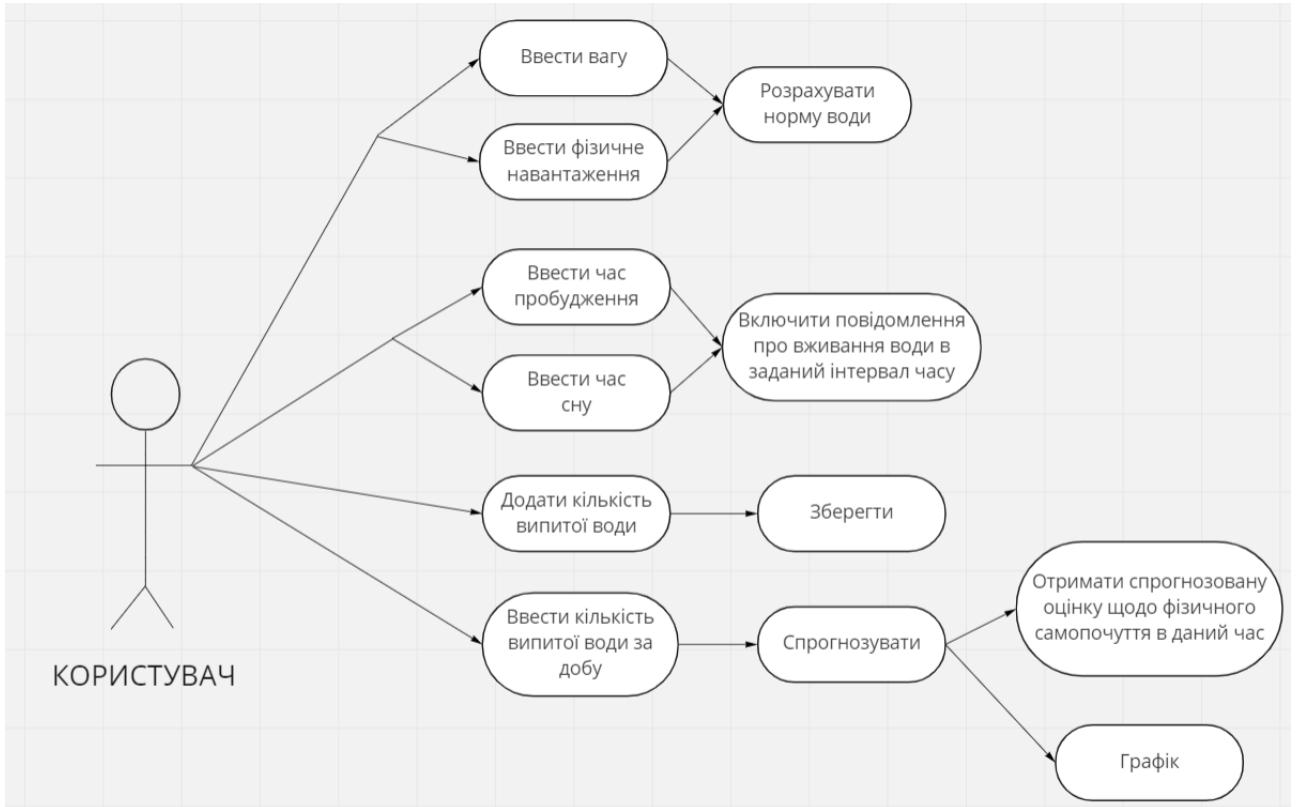 Ввести вагу
Розрахувати
норму води
Ввести фізичне
навантаження
Ввести час
пробудження
Включити повідомлення
про вживання води в
заданий інтервал часу
Ввести час
сну
Додати кількість
випитої води
Зберегти
Ввести кількість
випитої води за
добу
Спрогнозувати
Отримати спрогнозовану
оцінку щодо фізичного
самопочуття в даний час
Графік
КОРИСТУВАЧ